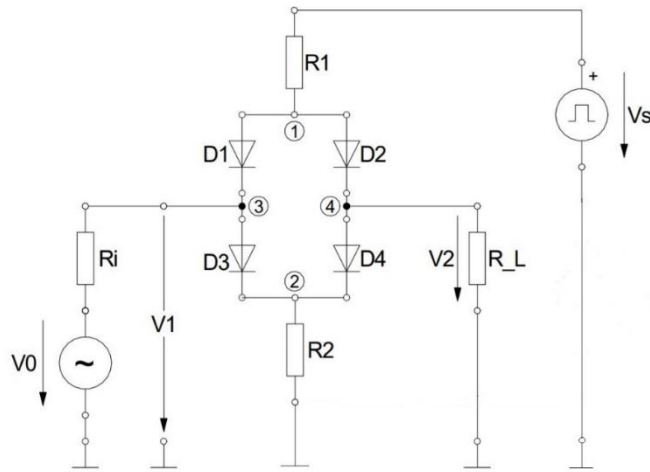 R1
+
Vs
①
D1
D2
③
④
Ri
D3
D4
V2
R_L
V1
②
V0
~
R2